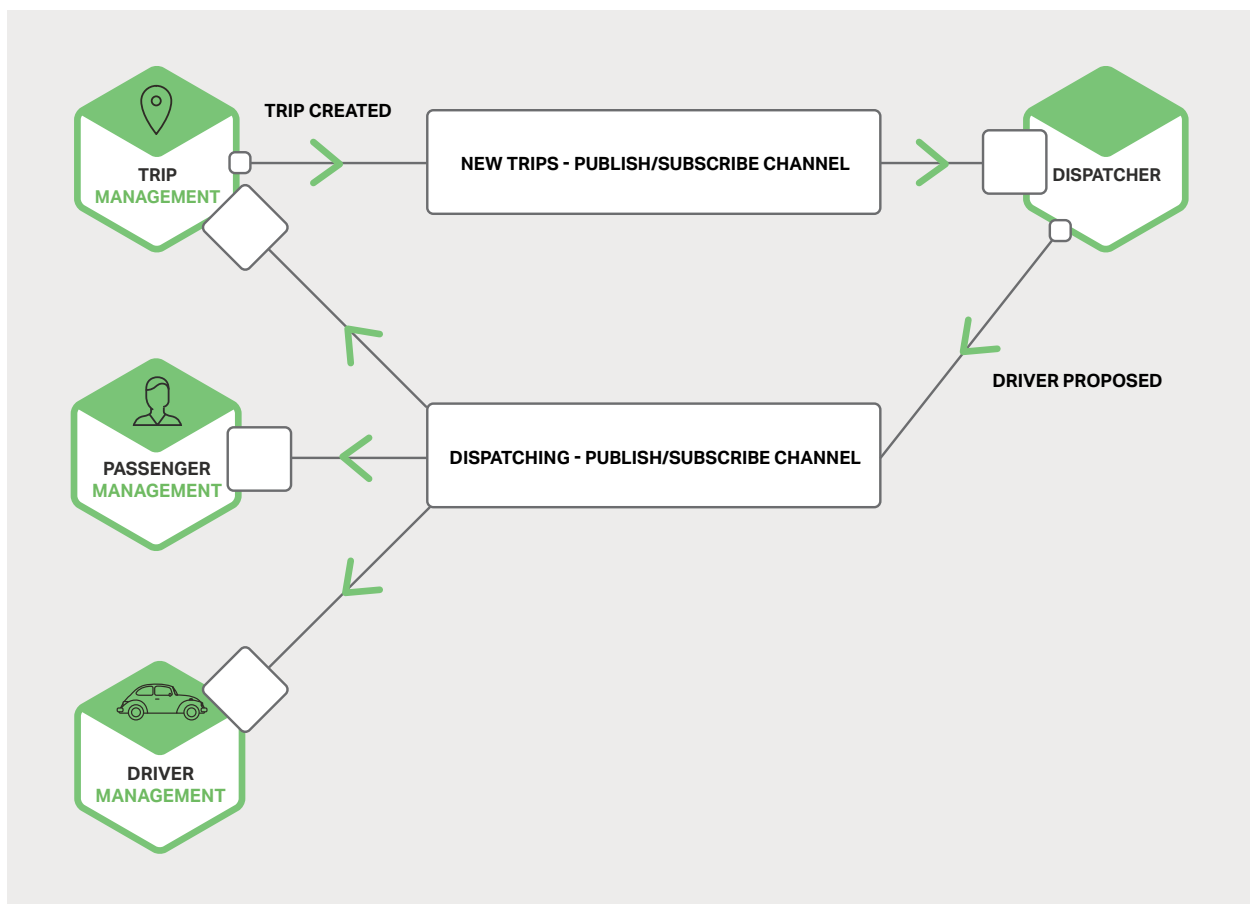 TRIP CREATED
TRIP
MANAGEMENT
NEW TRIPS - PUBLISH/SUBSCRIBE CHANNEL
DISPATCHER
DRIVER PROPOSED
PASSENGER
MANAGEMENT
DISPATCHING - PUBLISH/SUBSCRIBE CHANNEL
DRIVER
MANAGEMENT